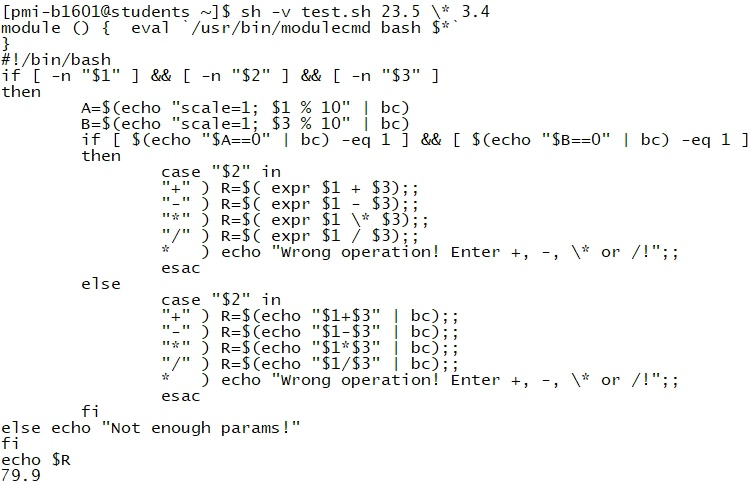 [pmi-b1601@students ~]$ sh -v test.sh 23.5 \* 3.4
module () {  eval `/usr/bin/modulecmd bash $*`
}
#!/bin/bash
if [ -n "$1" ] && [ -n "$2" ] && [ -n "$3" ]
then
        A=$(echo "scale=1; $1 % 10" | bc)
        B=$(echo "scale=1; $3 % 10" | bc)
        if [ $(echo "$A==0" | bc) -eq 1 ] && [ $(echo "$B==0" | bc) -eq 1 ]
        then
                case "$2" in
                "+" ) R=$( expr $1 + $3);;
                "-" ) R=$( expr $1 - $3);;
                "*" ) R=$( expr $1 \* $3);;
                "/" ) R=$( expr $1 / $3);;
                *   ) echo "Wrong operation! Enter +, -, \* or /!";;
                esac
        else
                case "$2" in
                "+" ) R=$(echo "$1+$3" | bc);;
                "-" ) R=$(echo "$1-$3" | bc);;
                "*" ) R=$(echo "$1*$3" | bc);;
                "/" ) R=$(echo "$1/$3" | bc);;
                *   ) echo "Wrong operation! Enter +, -, \* or /!";;
                esac
        fi
else echo "Not enough params!"
fi
echo $R
79.9